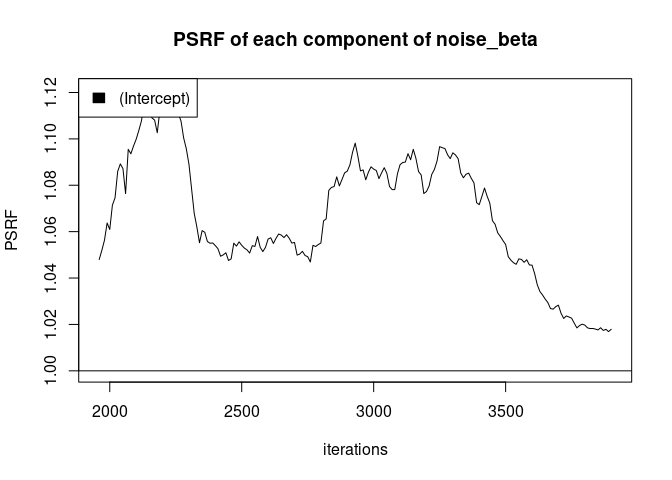 PSRF of each component of noise_beta
(Intercept)
PSRF
1.12
1.10
1.08
1.06
1.04
1.02
1.00
2000 2500 3000 3500
iterations